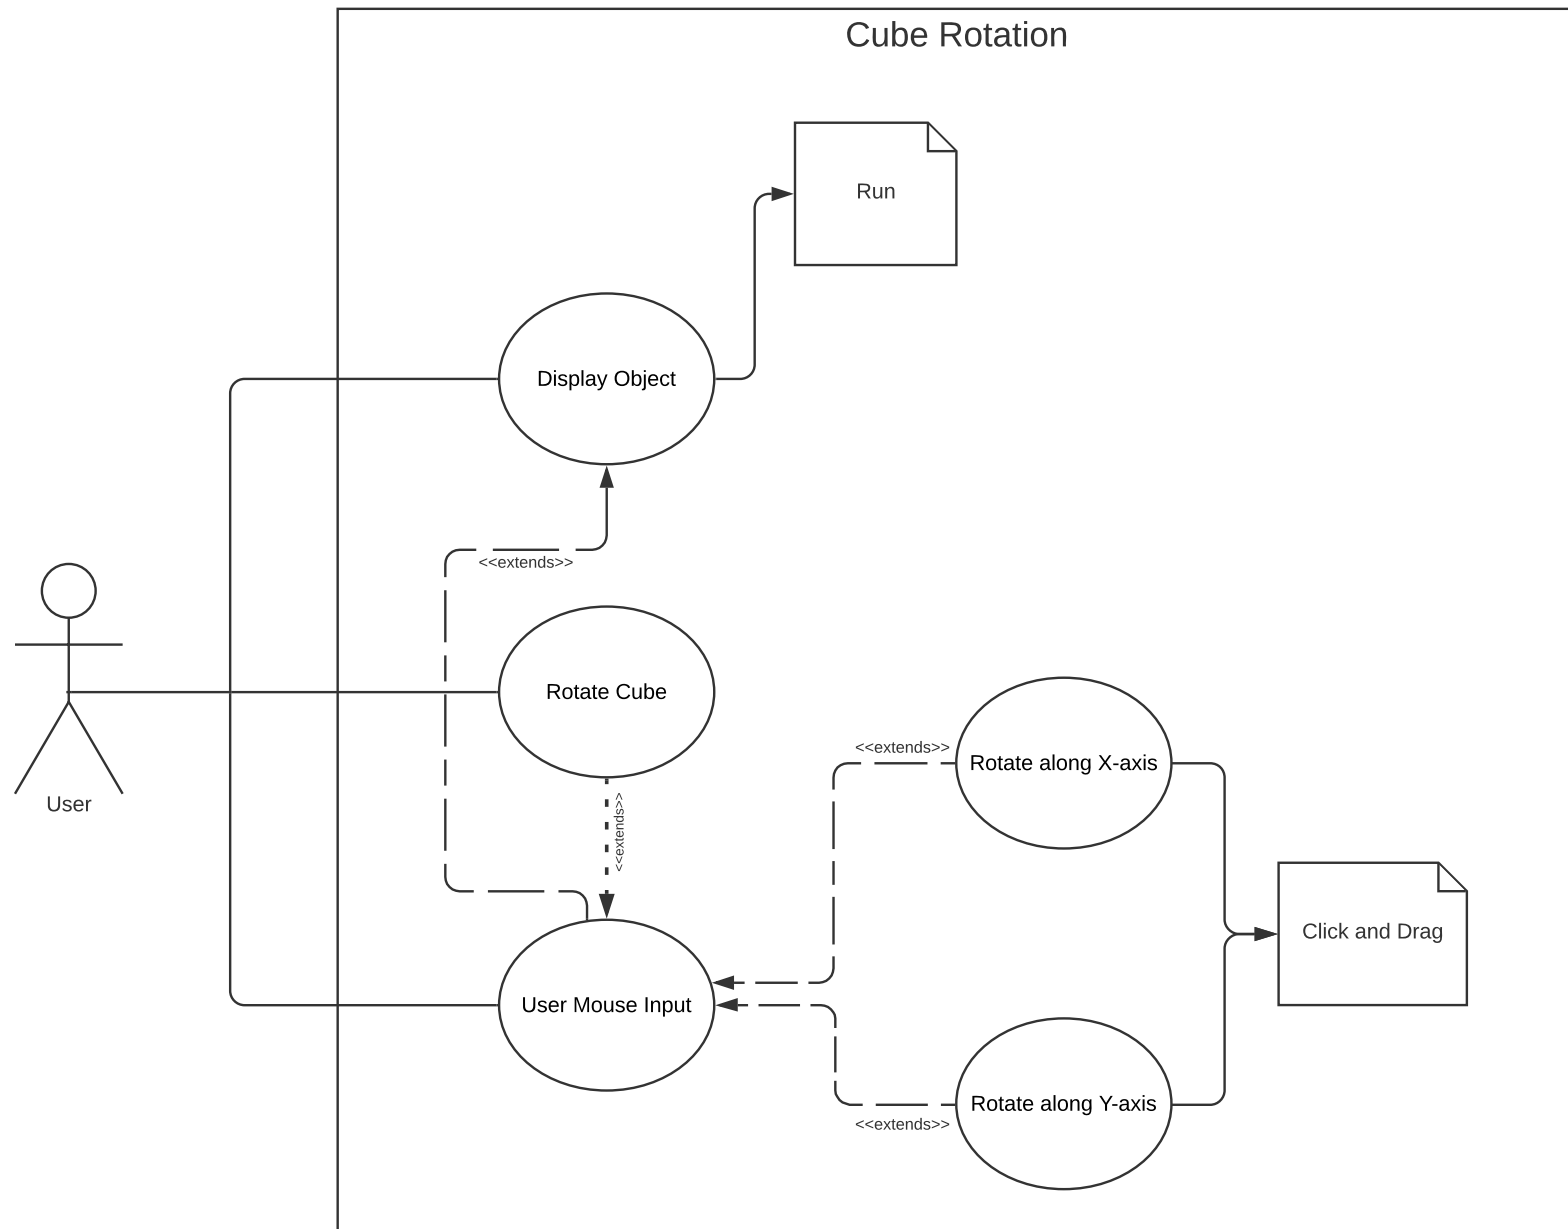 Cube Rotation
Run
Display Object
<<extends>>
Rotate Cube
User
<<extends>>
<<extends>>
Rotate along X-axis
Click and Drag
User Mouse Input
Rotate along Y-axis
<<extends>>